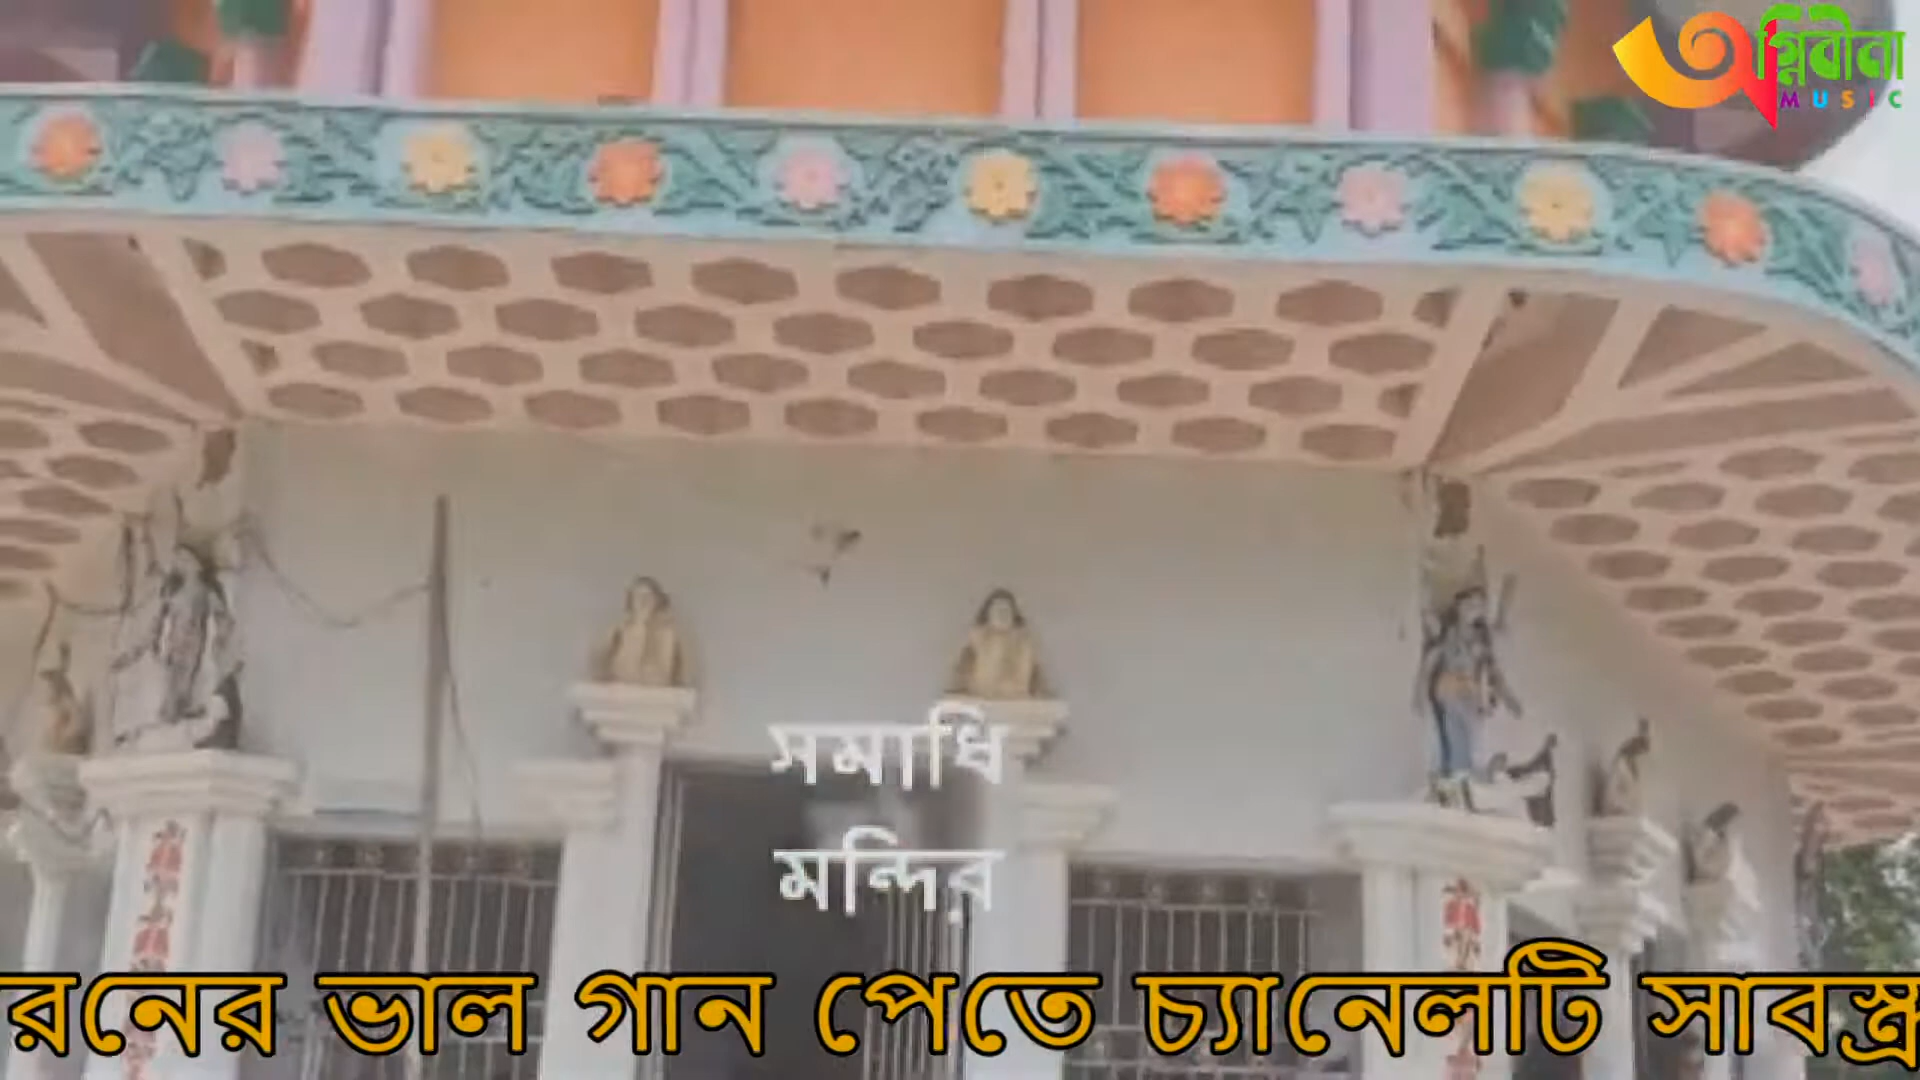 অগ্নিবীনা
MUSIC
সমাধি
মন্দির
রনের ভাল গান পেতে চ্যানেলটি সাবস্ক্র